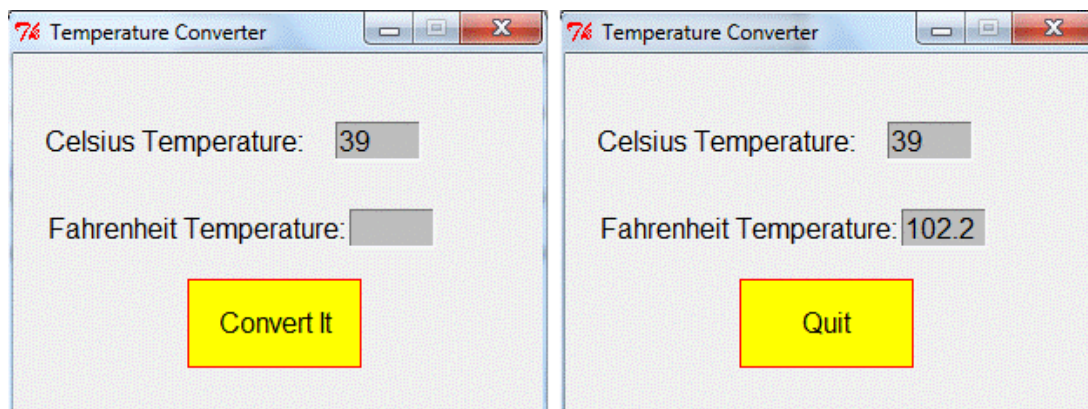 Temperature Converter
Celsius Temperature: 39
Fahrenheit Temperature:
Convert It
Temperature Converter
Celsius Temperature: 39
Fahrenheit Temperature: 102.2
Quit